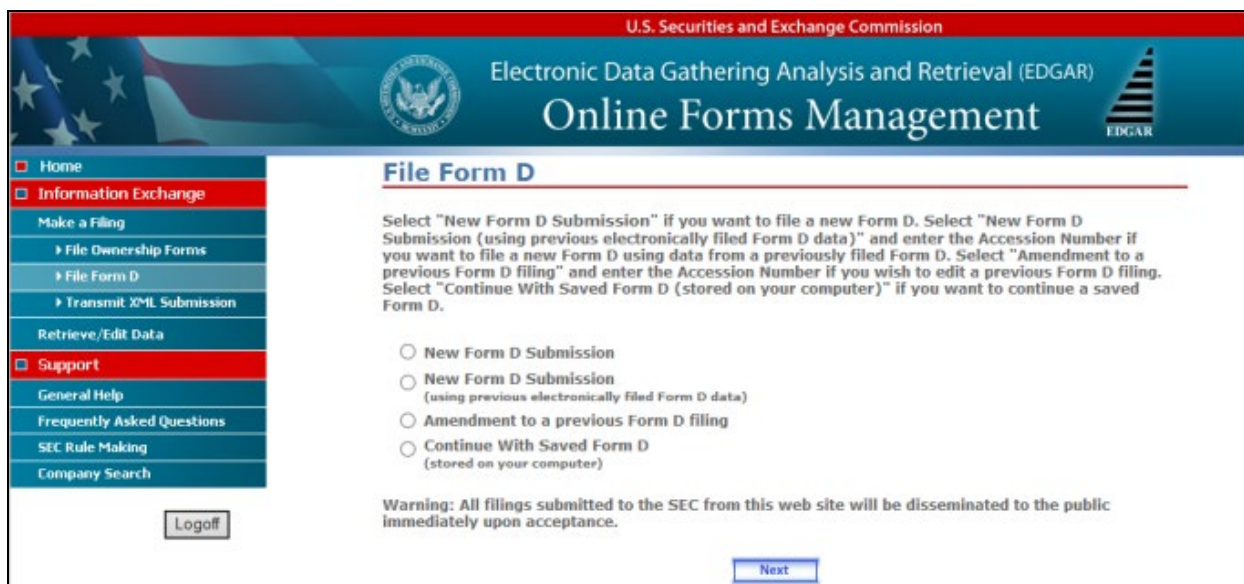 U.S. Securities and Exchange Commission
Electronic Data Gathering Analysis and Retrieval (EDGAR)
Online Forms Management
EDGAR
Home
Information Exchange
Make a Filing
File Ownership Forms
File Form D
Transmit XML Submission
Retrieve/Edit Data
Support
General Help
Frequently Asked Questions
SEC Rule Making
Company Search
Logoff
File Form D
Select "New Form D Submission" if you want to file a new Form D. Select "New Form D
Submission (using previous electronically filed Form D data)" and enter the Accession Number if
you want to file a new Form D using data from a previously filed Form D. Select "Amendment to a
previous Form D filing" and enter the Accession Number if you wish to edit a previous Form D filing.
Select "Continue With Saved Form D (stored on your computer)" if you want to continue a saved
Form D.
New Form D Submission
New Form D Submission
(using previous electronically filed Form D data)
Amendment to a previous Form D filing
Continue With Saved Form D
(stored on your computer)
Warning: All filings submitted to the SEC from this web site will be disseminated to the public
immediately upon acceptance.
Next